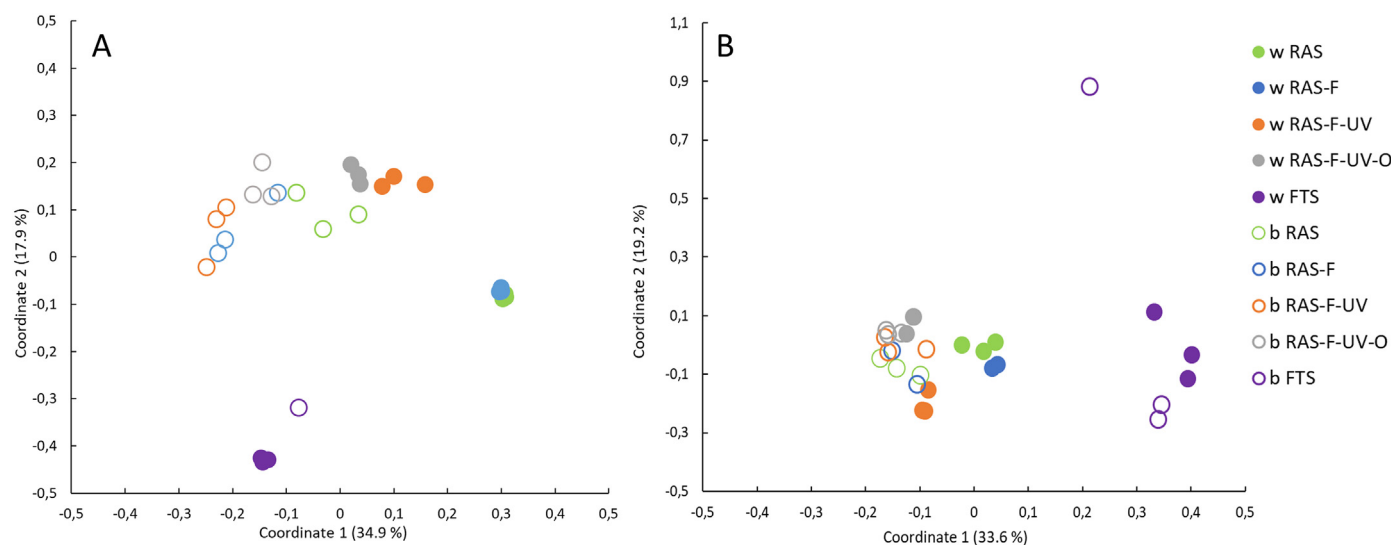 A
0,5
0,4
0,3
0,2
0,1
0
-0,1
-0,2
-0,3
-0,4
-0,5
-0,5
-0,4
-0,3
-0,2
-0,1
0
0,1
0,2
0,3
0,4
0,5
Coordinate 2 (17.9 %)
Coordinate 1 (34.9 %)
B
1,1
0,9
0,7
0,5
0,3
0,1
-0,1
-0,3
-0,5
-0,5
-0,4
-0,3
-0,2
-0,1
0
0,1
0,2
0,3
0,4
0,5
Coordinate 2 (19.2 %)
Coordinate 1 (33.6 %)
w RAS
w RAS-F
w RAS-F-UV
w RAS-F-UV-O
w FTS
b RAS
b RAS-F
b RAS-F-UV
b RAS-F-UV-O
b FTS